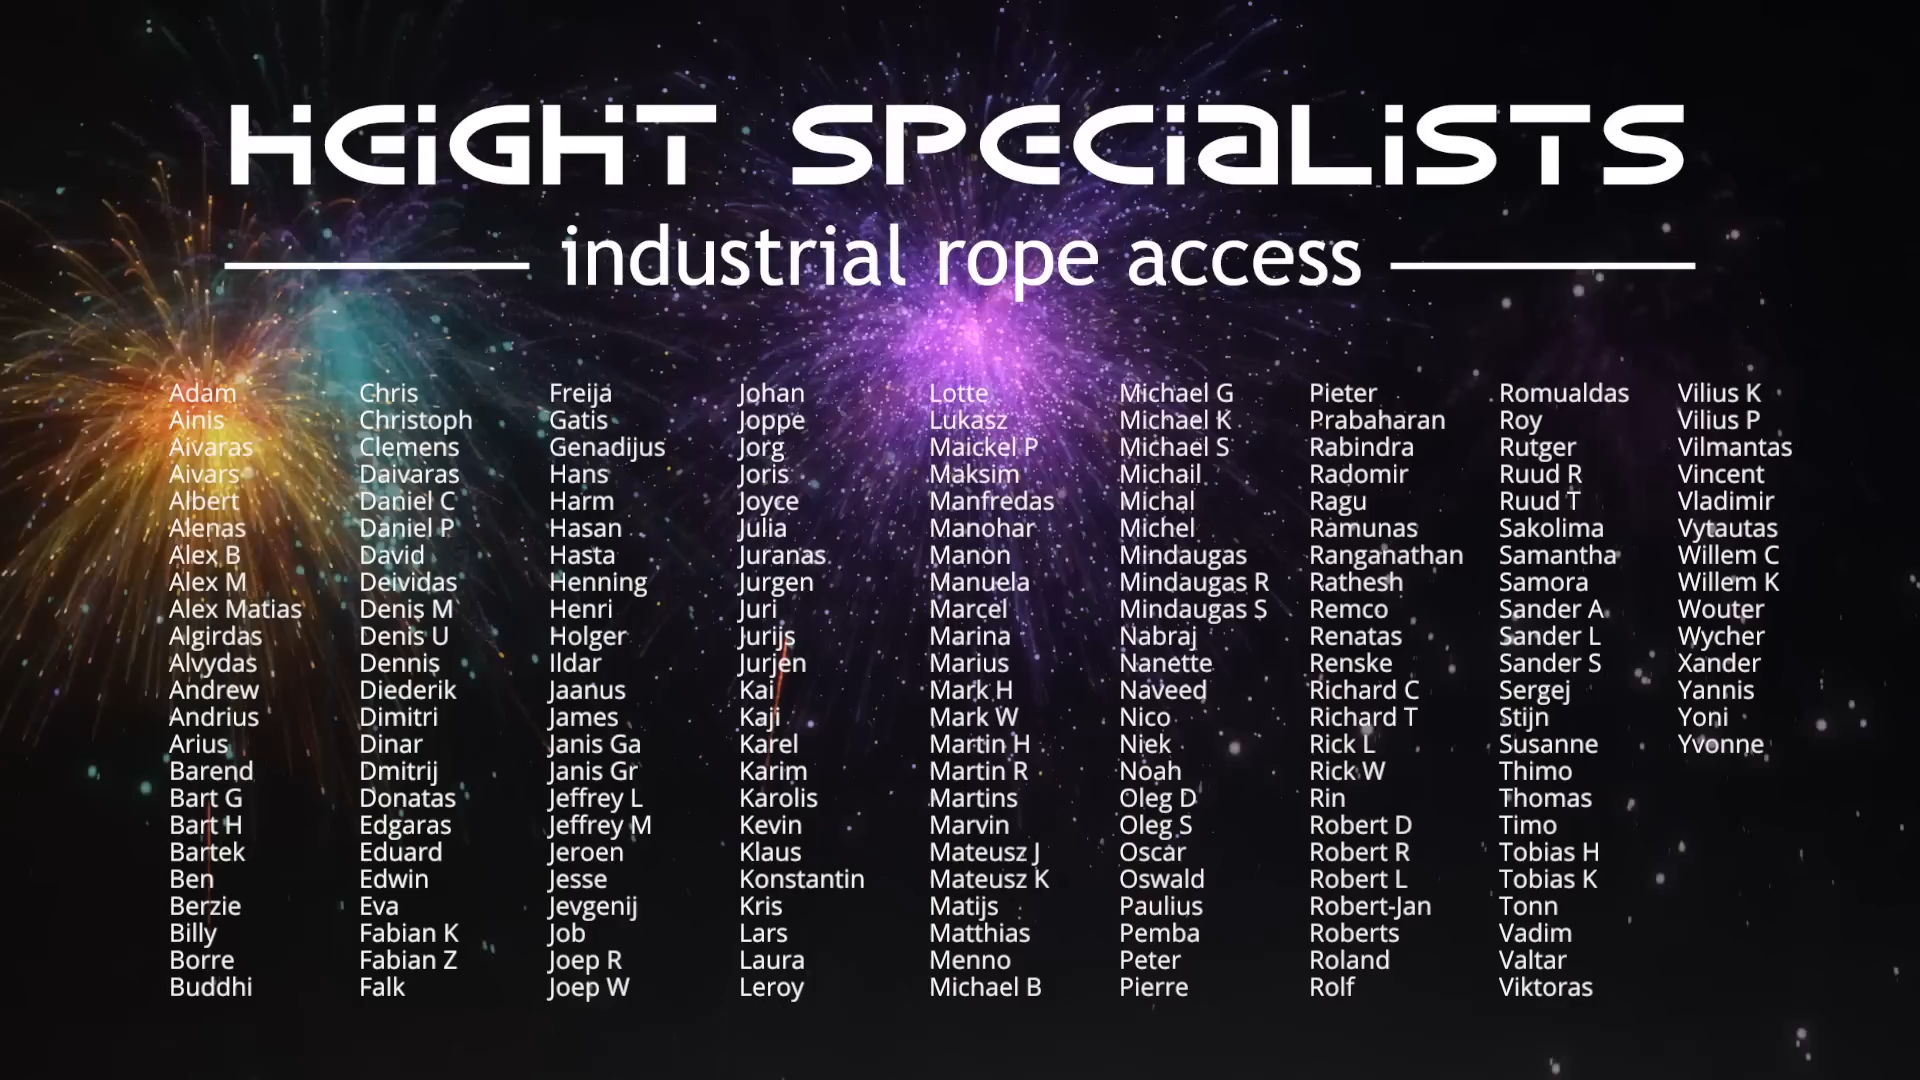 HEIGHT SPECIALISTS
industrial rope access
Adam
Ainis
Aivaras
Aivars
Albert
Alenas
Alex B
Alex M
Alex Matias
Algirdas
Alvydas
Andrew
Andrius
Arius
Barend
Bart G
Bart H
Bartek
Ben
Berzie
Billy
Borre
Buddhi
Chris
Christoph
Clemens
Daivaras
Daniel C
Daniel P
David
Deividas
Denis M
Denis U
Dennis
Diederik
Dimitri
Dinar
Dmitrij
Donatas
Edgaras
Eduard
Edwin
Eva
Fabian K
Fabian Z
Falk
Freija
Gatis
Genadijus
Hans
Harm
Hasan
Hasta
Henning
Henri
Holger
Ildar
Jaanus
James
Janis Ga
Janis Gr
Jeffrey L
Jeffrey M
Jeroen
Jesse
Jevgenij
Job
Joep R
Joep W
Johan
Joppe
Jorg
Joris
Joyce
Julia
Juranas
Jurgen
Juri
Jurijs
Jurjen
Kai
Kaji
Karel
Karim
Karolis
Kevin
Klaus
Konstantin
Kris
Lars
Laura
Leroy
Lotte
Lukasz
Maickel P
Maksim
Manfredas
Manohar
Manon
Manuela
Marcel
Marina
Marius
Mark H
Mark W
Martin H
Martin R
Martins
Marvin
Mateusz J
Mateusz K
Matijs
Matthias
Menno
Michael B
Michael G
Michael K
Michael S
Michail
Michal
Michel
Mindaugas
Mindaugas R
Mindaugas S
Nabraj
Nanette
Naveed
Nico
Niek
Noah
Oleg D
Oleg S
Oscar
Oswald
Paulius
Pemba
Peter
Pierre
Pieter
Prabaharan
Rabindra
Radomir
Ragu
Ramunas
Ranganathan
Rathesh
Remco
Renatas
Renske
Richard C
Richard T
Rick L
Rick W
Rin
Robert D
Robert R
Robert L
Robert-Jan
Roberts
Roland
Rolf
Romualdas
Roy
Rutger
Ruud R
Ruud T
Sakolima
Samantha
Samora
Sander A
Sander L
Sander S
Sergej
Stijn
Susanne
Thimo
Thomas
Timo
Tobias H
Tobias K
Tonn
Vadim
Valtar
Viktoras
Vilius K
Vilius P
Vilmantas
Vincent
Vladimir
Vytautas
Willem C
Willem K
Wouter
Wycher
Xander
Yannis
Yoni
Yvonne